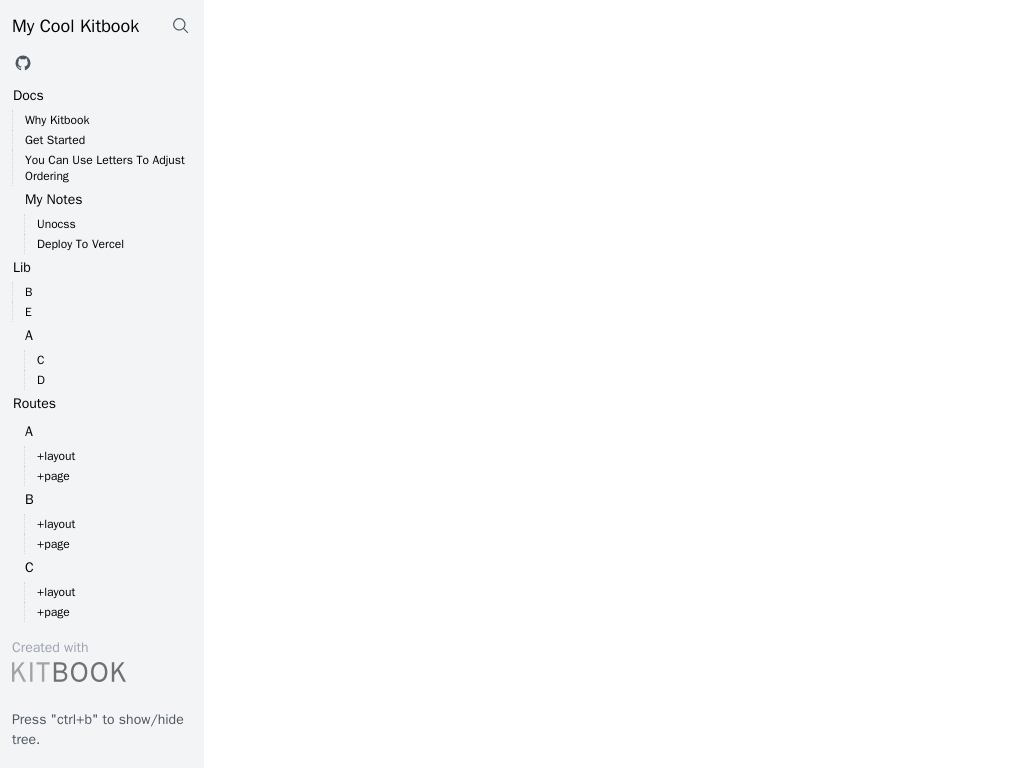 My Cool Kitbook
Docs
Why Kitbook
Get Started
You Can Use Letters To Adjust
Ordering
My Notes
Unocss
Deploy To Vercel
Lib
B
E
A
C
D
Routes
A
+layout
+page
B
+layout
+page
C
+layout
+page
Created with
KITBOOK
Press "ctrl+b" to show/hide
tree.